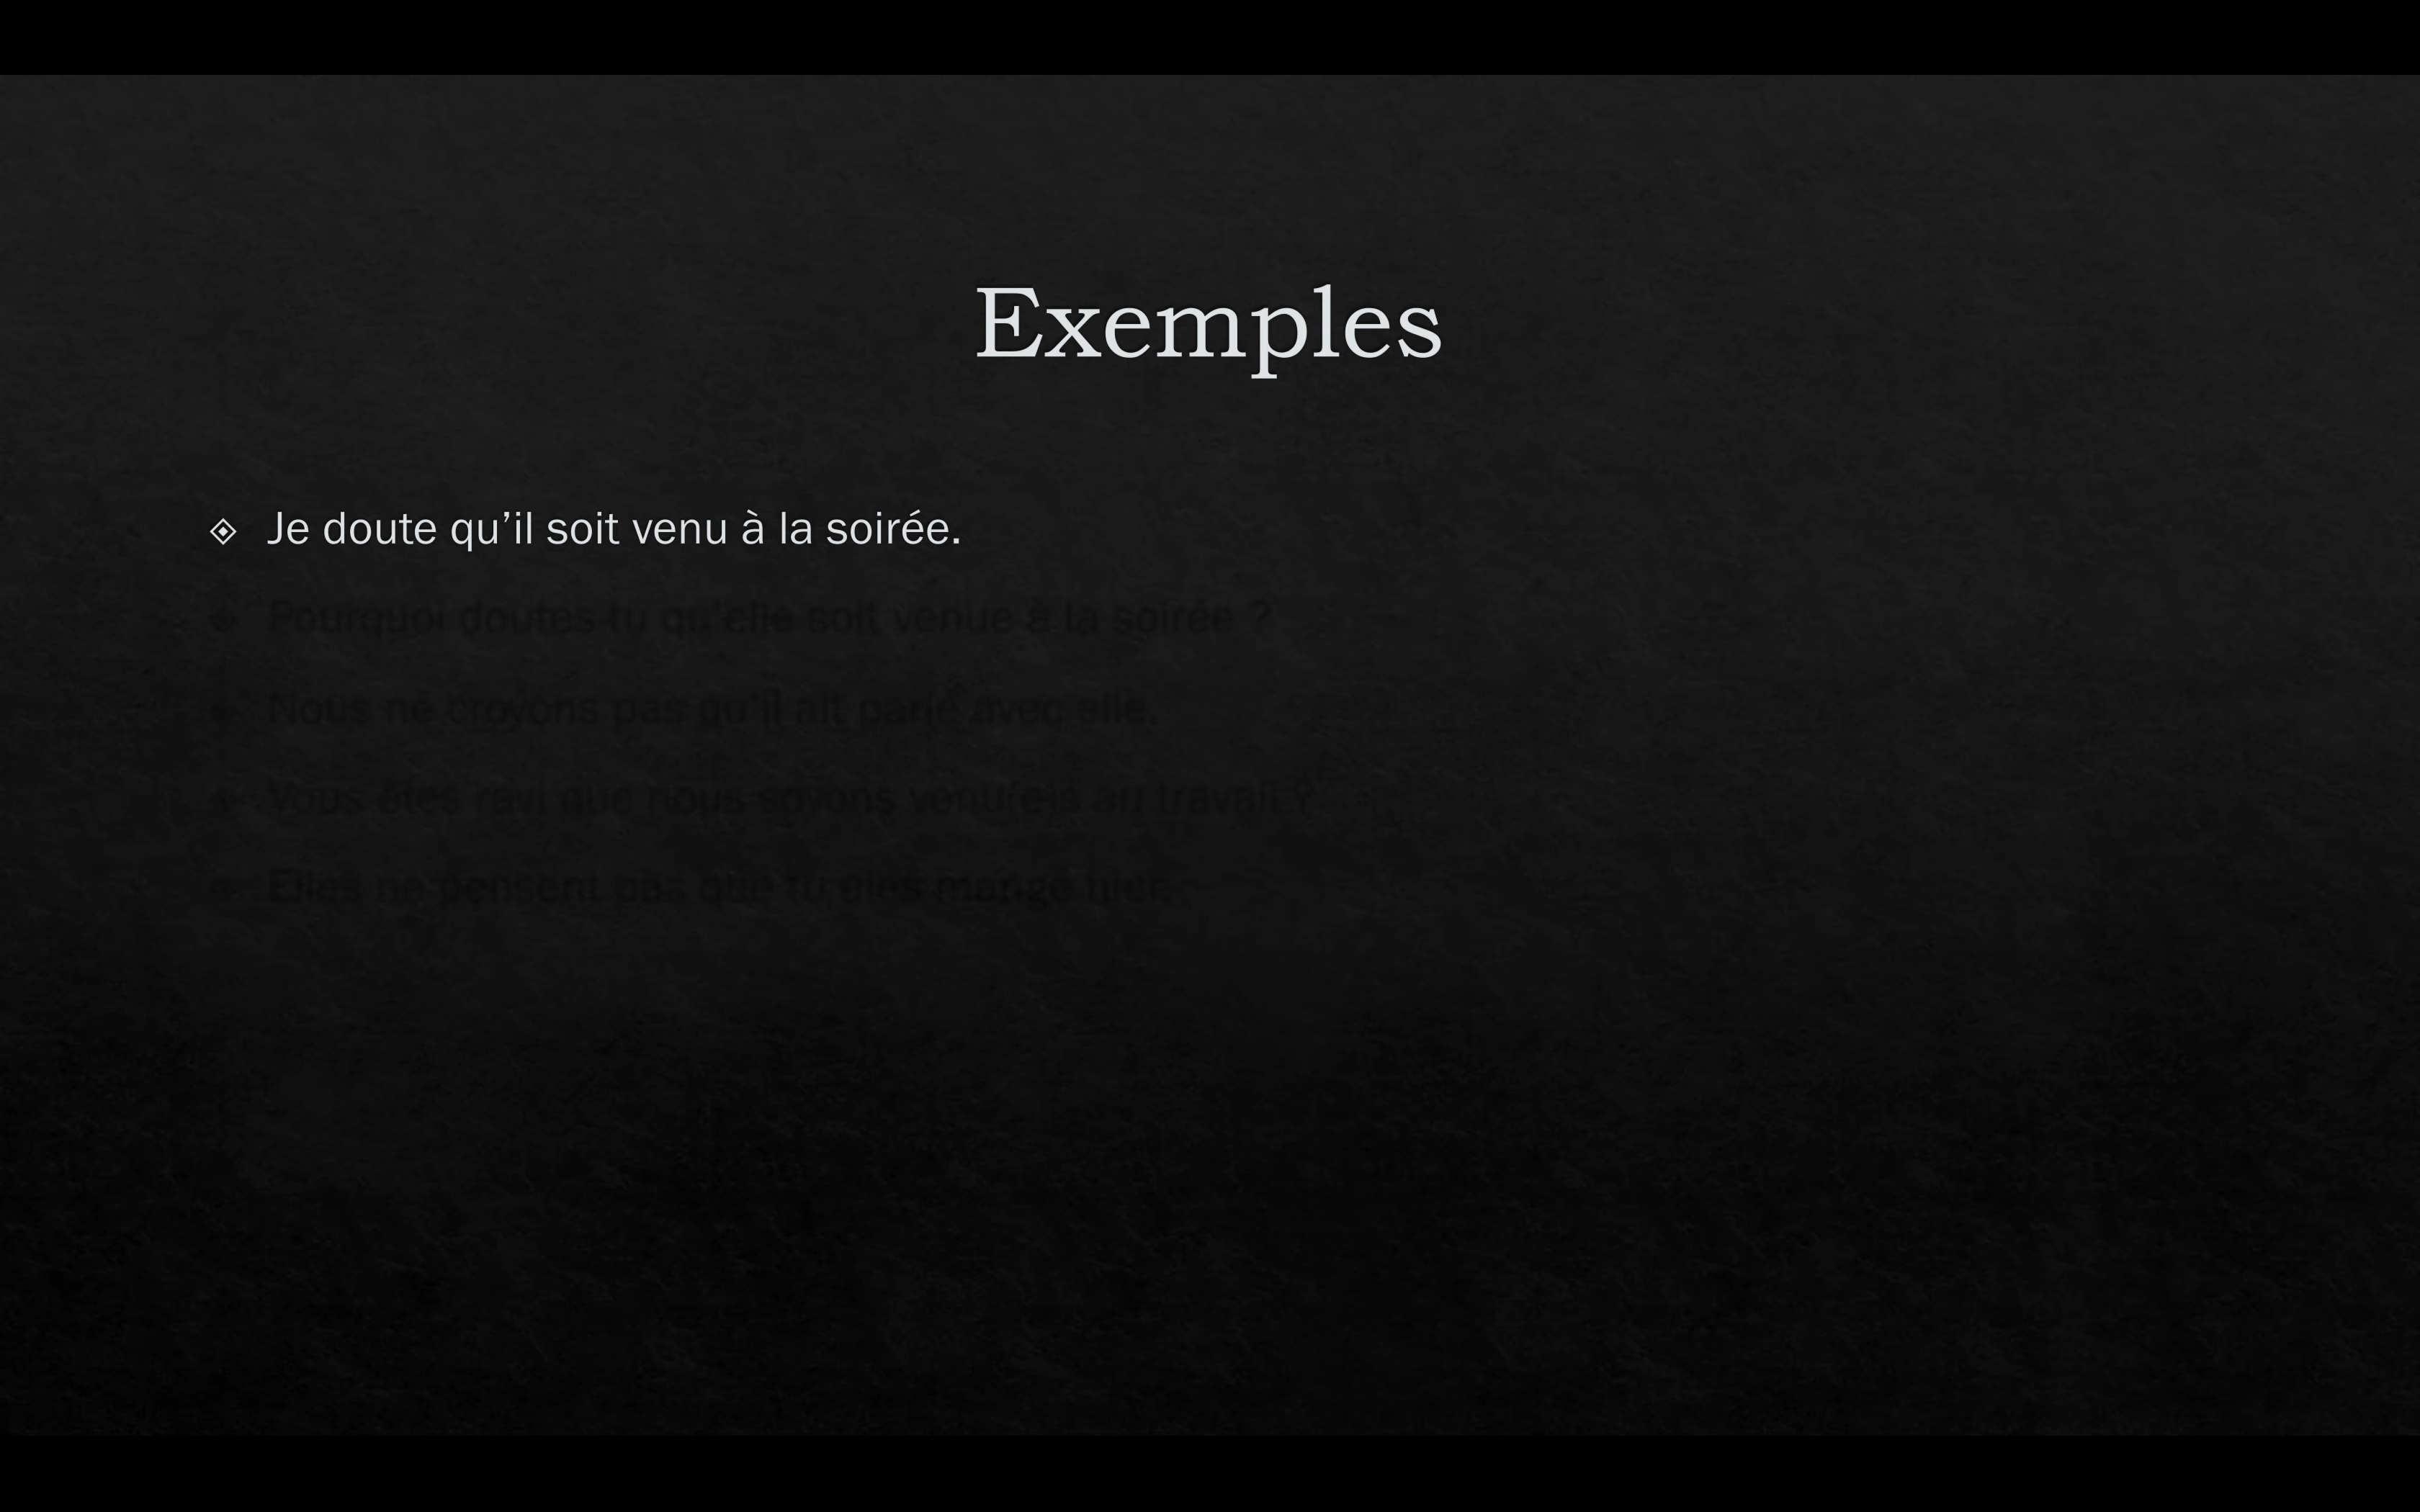 Exemples
Je doute qu’il soit venu à la soirée.
Pourquoi doutes-tu qu’elle soit venue à la soirée ?
Nous ne croyons pas qu’il ait parlé avec elle.
Vous êtes ravi que nous soyons venu(e)s au travail ?
Elles ne pensent pas que tu aies mangé hier.